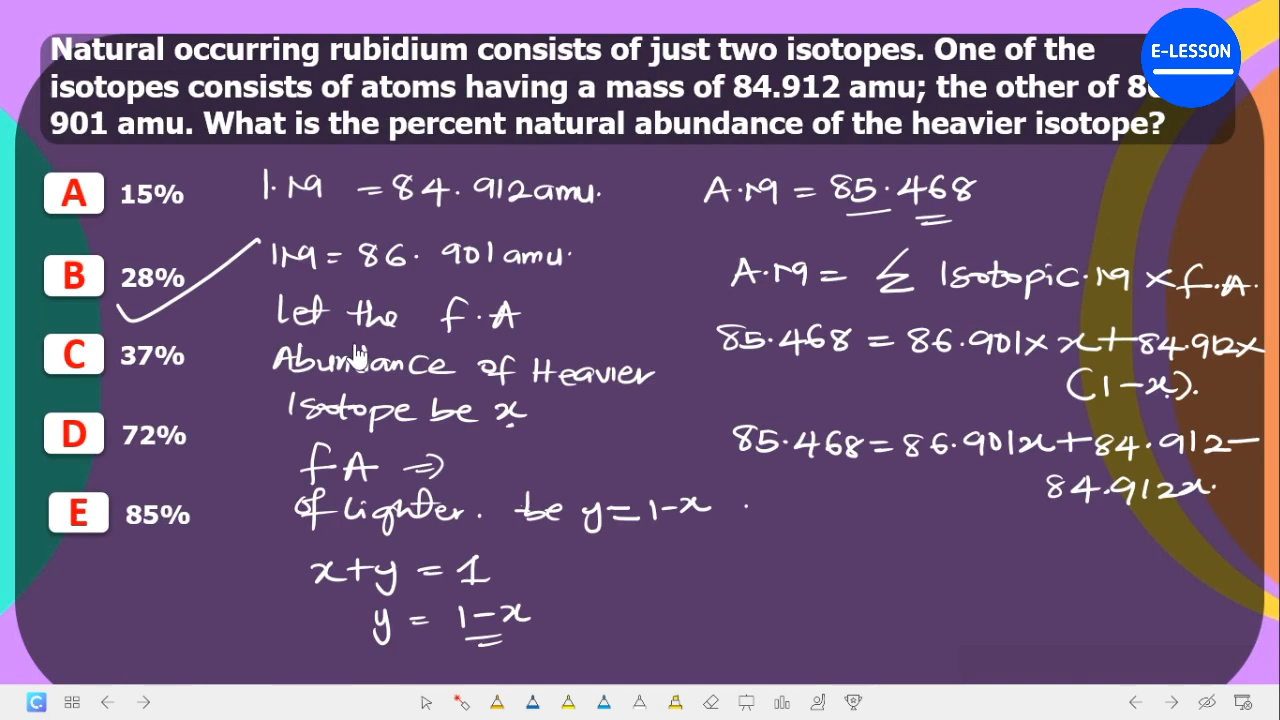 Natural occurring rubidium consists of just two isotopes. One of the
isotopes consists of atoms having a mass of 84.912 amu; the other of
901 amu. What is the percent natural abundance of the heavier isotope?
E-LESSON
A 15%
B 28%
C 37%
D 72%
E 85%
I.M = 84.912amu.
IM = 86.901amu.
Let the f.A
Abundance of Heavier
Isotope be x
fA ⇒
of lighter. be y=1-x
x+y = 1
y = 1-x
A.M = 85.468
A.M = Σ Isotopic.M × f.A.
85.468 = 86.901× x+84.912×
(1-x).
85.468=86.901x+84.912-
84.912x.